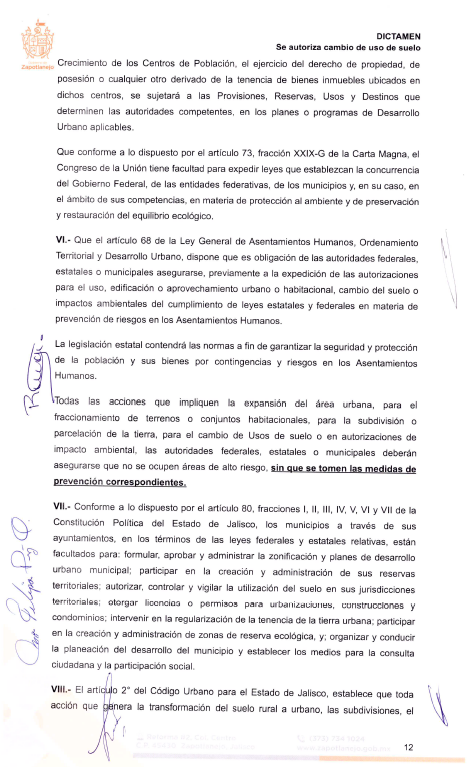 Zapotlanejo
DICTAMEN
Se autoriza cambio de uso de suelo
Crecimiento de los Centros de Población, el ejercicio del derecho de propiedad, de
posesión o cualquier otro derivado de la tenencia de bienes inmuebles ubicados en
dichos centros, se sujetará a las Provisiones, Reservas, Usos y Destinos que
determinen las autoridades competentes, en los planes o programas de Desarrollo
Urbano aplicables.
Que conforme a lo dispuesto por el artículo 73, fracción XXIX-G de la Carta Magna, el
Congreso de la Unión tiene facultad para expedir leyes que establezcan la concurrencia
del Gobierno Federal, de las entidades federativas, de los municipios y, en su caso, en
el ámbito de sus competencias, en materia de protección al ambiente y de preservación
y restauración del equilibrio ecológico.
VI.- Que el artículo 68 de la Ley General de Asentamientos Humanos, Ordenamiento
Territorial y Desarrollo Urbano, dispone que es obligación de las autoridades federales,
estatales o municipales asegurarse, previamente a la expedición de las autorizaciones
para el uso, edificación o aprovechamiento urbano o habitacional, cambio del suelo o
impactos ambientales del cumplimiento de leyes estatales y federales en materia de
prevención de riesgos en los Asentamientos Humanos.
La legislación estatal contendrá las normas a fin de garantizar la seguridad y protección
de la población y sus bienes por contingencias y riesgos en los Asentamientos
Humanos.
Todas las acciones que impliquen la expansión del área urbana, para el
fraccionamiento de terrenos o conjuntos habitacionales, para la subdivisión o
parcelación de la tierra, para el cambio de Usos de suelo o en autorizaciones de
impacto ambiental, las autoridades federales, estatales o municipales deberán
asegurarse que no se ocupen áreas de alto riesgo, sin que se tomen las medidas de
prevención correspondientes.
VII.- Conforme a lo dispuesto por el artículo 80, fracciones I, II, III, IV, V, VI y VII de la
Constitución Política del Estado de Jalisco, los municipios a través de sus
ayuntamientos, en los términos de las leyes federales y estatales relativas, están
facultados para: formular, aprobar y administrar la zonificación y planes de desarrollo
urbano municipal; participar en la creación y administración de sus reservas
territoriales; autorizar, controlar y vigilar la utilización del suelo en sus jurisdicciones
territoriales; otorgar licencias o permisos para urbanizaciones, construcciones y
condominios; intervenir en la regularización de la tenencia de la tierra urbana; participar
en la creación y administración de zonas de reserva ecológica, y; organizar y conducir
la planeación del desarrollo del municipio y establecer los medios para la consulta
ciudadana y la participación social.
VIII.- El artículo 2° del Código Urbano para el Estado de Jalisco, establece que toda
acción que genera la transformación del suelo rural a urbano, las subdivisiones, el
12